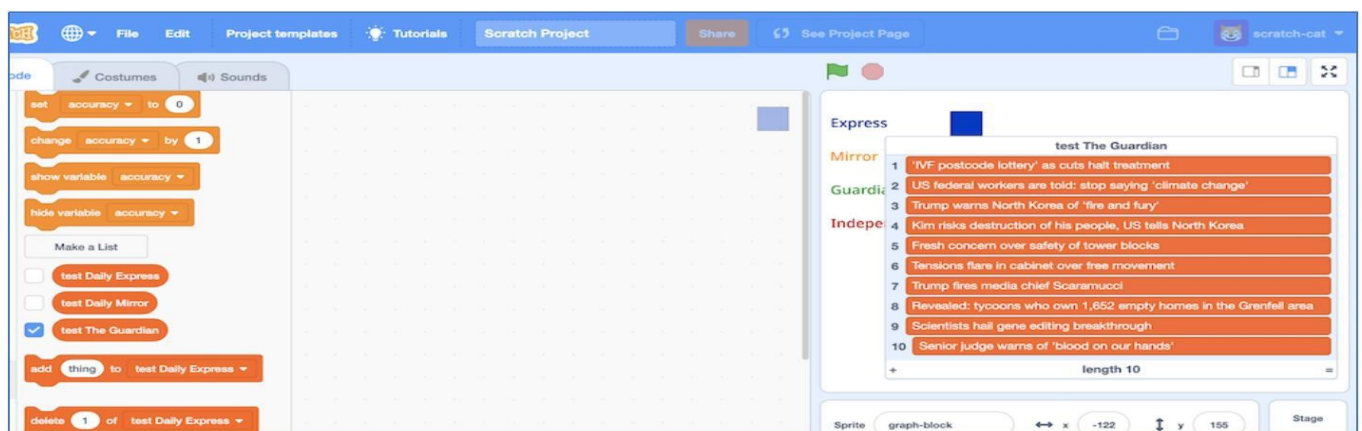 File Edit Project templates Tutorials Scratch Project Share See Project Page scratch-cat
ode Costumes Sounds
set accuracy to 0
change accuracy by 1
show variable accuracy
hide variable accuracy
Make a List
test Daily Express
test Daily Mirror
test The Guardian
add thing to test Daily Express
delete 1 of test Daily Express
Express
Mirror
Guardia
Indepe
test The Guardian
1 'IVF postcode lottery' as cuts halt treatment
2 US federal workers are told: stop saying 'climate change'
3 Trump warns North Korea of 'fire and fury'
4 Kim risks destruction of his people, US tells North Korea
5 Fresh concern over safety of tower blocks
6 Tensions flare in cabinet over free movement
7 Trump fires media chief Scaramucci
8 Revealed: tycoons who own 1,652 empty homes in the Grenfell area
9 Scientists hail gene editing breakthrough
10 Senior judge warns of 'blood on our hands'
+ length 10 =
Sprite graph-block x -122 y 155 Stage